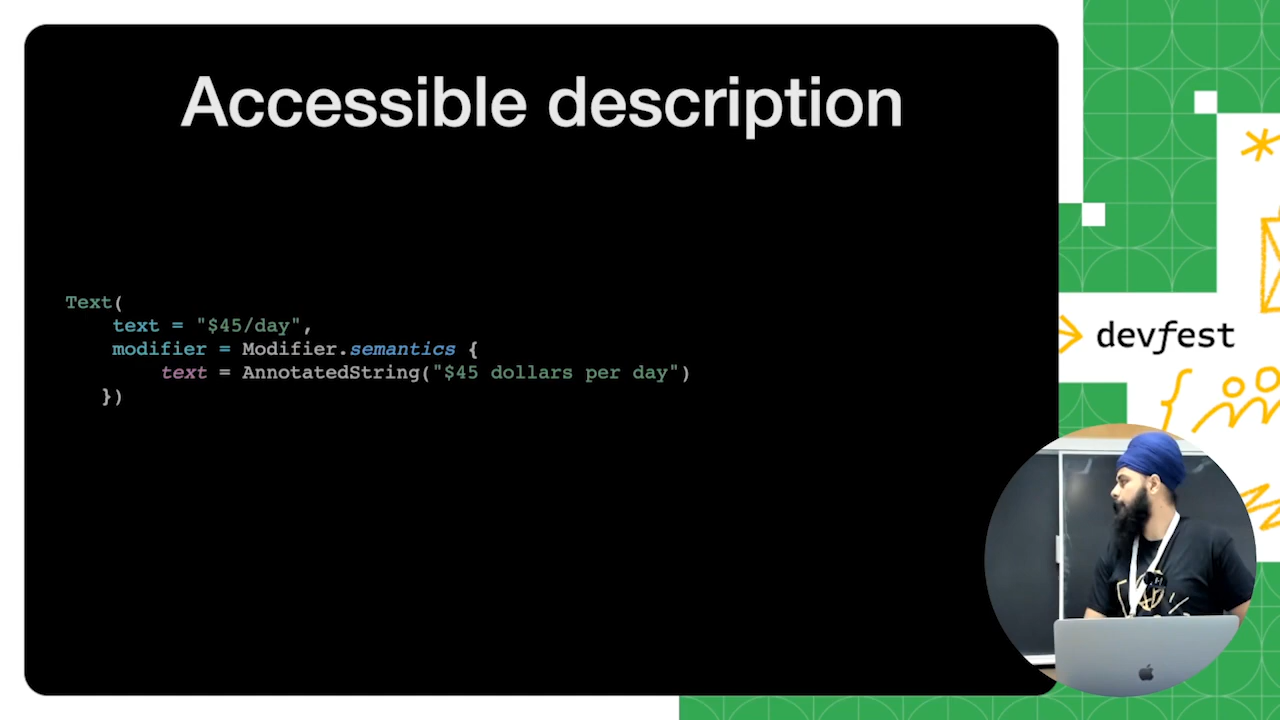 Accessible description
Text(
text = "$45/day",
modifier = Modifier.semantics {
text = AnnotatedString("$45 dollars per day")
})
devfest